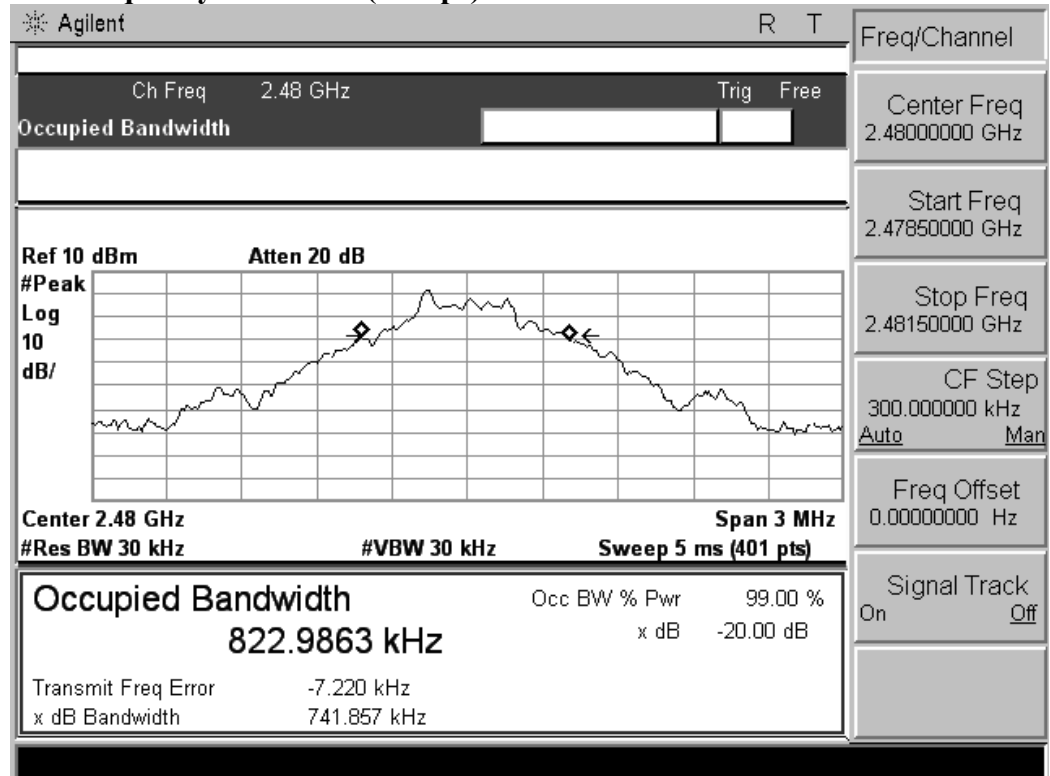 Agilent R T
Freq/Channel
Ch Freq 2.48 GHz Trig Free
Occupied Bandwidth
Center Freq
2.48000000 GHz
Start Freq
2.47850000 GHz
Stop Freq
2.48150000 GHz
CF Step
300.000000 kHz
Auto Man
Freq Offset
0.00000000 Hz
Signal Track
On Off
Ref 10 dBm Atten 20 dB
#Peak
Log
10
dB/
Center 2.48 GHz Span 3 MHz
#Res BW 30 kHz #VBW 30 kHz Sweep 5 ms (401 pts)
Occupied Bandwidth Occ BW % Pwr 99.00 %
822.9863 kHz x dB -20.00 dB
Transmit Freq Error -7.220 kHz
x dB Bandwidth 741.857 kHz